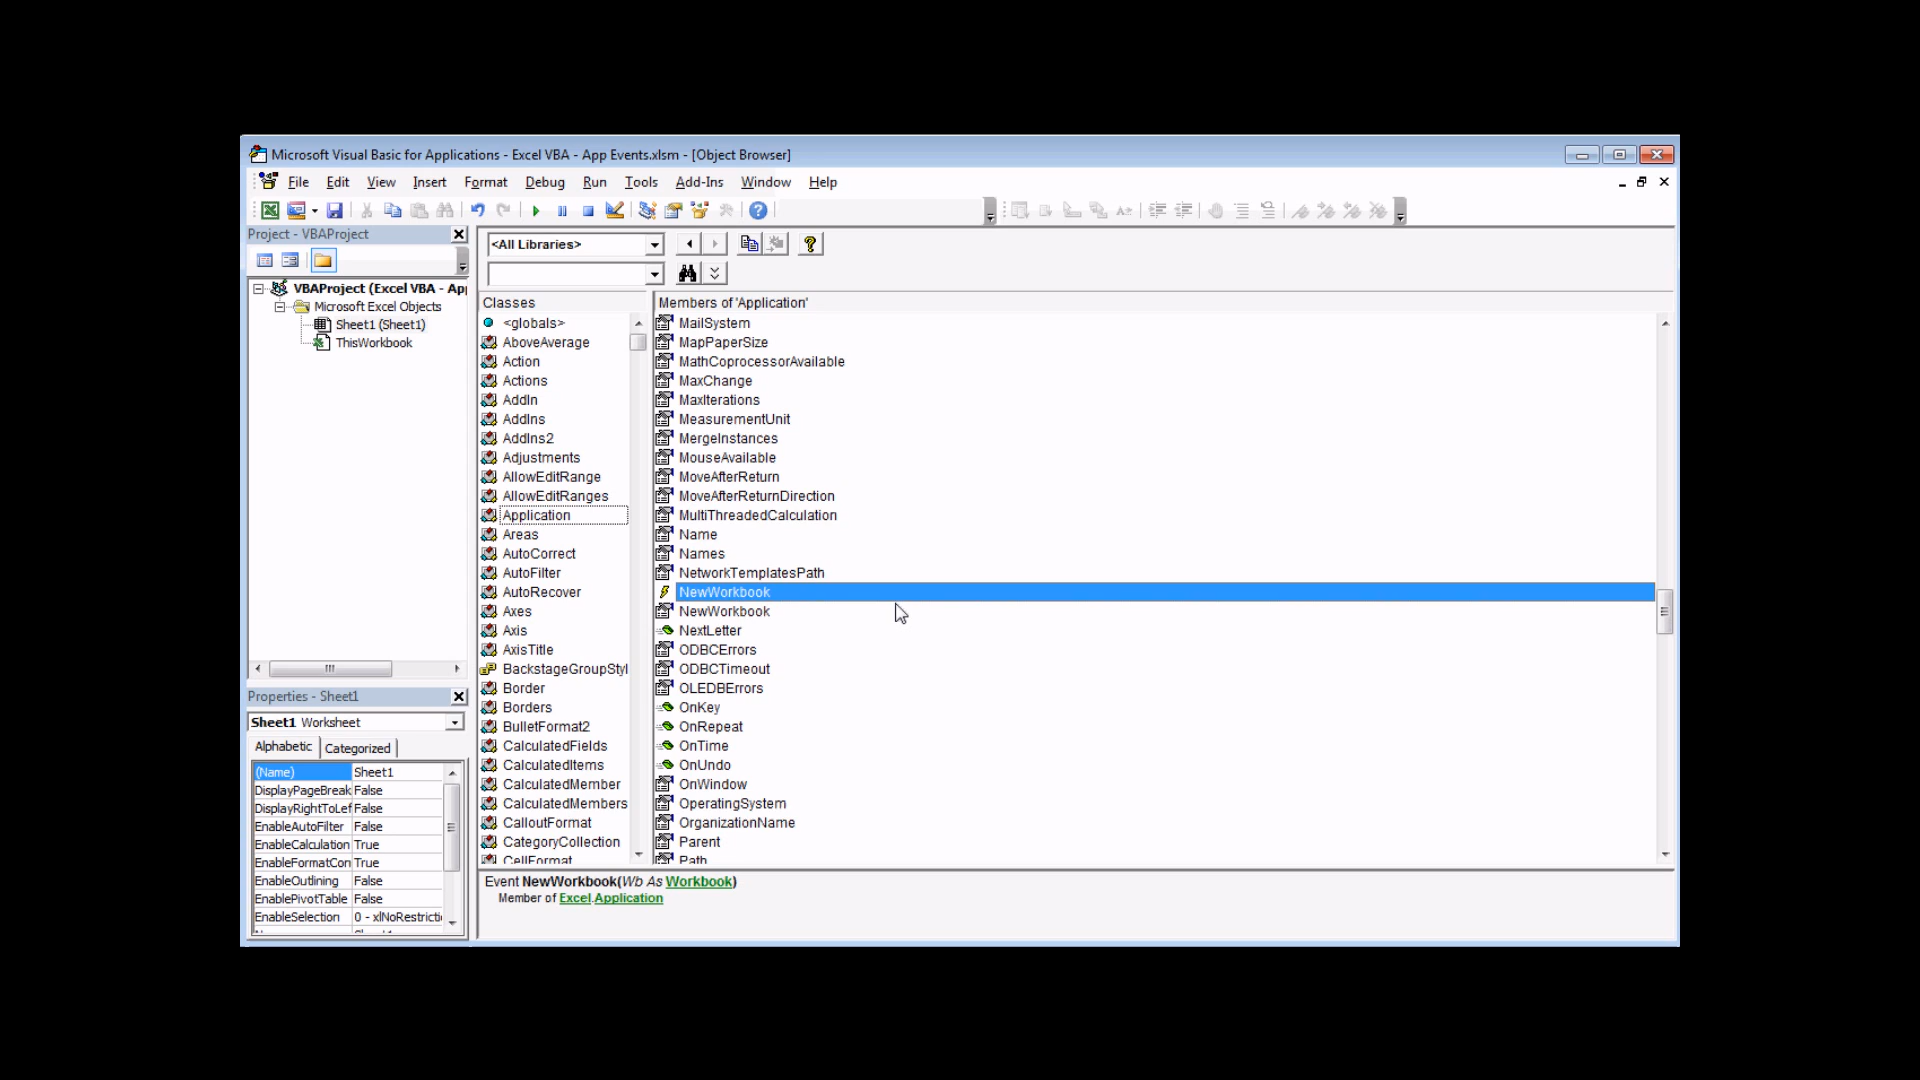 Microsoft Visual Basic for Applications - Excel VBA - App Events.xlsm - [Object Browser]
File Edit View Insert Format Debug Run Tools Add-Ins Window Help
Project - VBAProject
VBAProject (Excel VBA - Ap
Microsoft Excel Objects
Sheet1 (Sheet1)
ThisWorkbook
Properties - Sheet1
Sheet1 Worksheet
Alphabetic Categorized
(Name) Sheet1
DisplayPageBreak False
DisplayRightToLef False
EnableAutoFilter False
EnableCalculation True
EnableFormatCon True
EnableOutlining False
EnablePivotTable False
EnableSelection 0 - xlNoRestricti
<All Libraries>
Classes
<globals>
AboveAverage
Action
Actions
AddIn
AddIns
AddIns2
Adjustments
AllowEditRange
AllowEditRanges
Application
Areas
AutoCorrect
AutoFilter
AutoRecover
Axes
Axis
AxisTitle
BackstageGroupStyl
Border
Borders
BulletFormat2
CalculatedFields
CalculatedItems
CalculatedMember
CalculatedMembers
CalloutFormat
CategoryCollection
CellFormat
Members of 'Application'
MailSystem
MapPaperSize
MathCoprocessorAvailable
MaxChange
MaxIterations
MeasurementUnit
MergeInstances
MouseAvailable
MoveAfterReturn
MoveAfterReturnDirection
MultiThreadedCalculation
Name
Names
NetworkTemplatesPath
NewWorkbook
NewWorkbook
NextLetter
ODBCErrors
ODBCTimeout
OLEDBErrors
OnKey
OnRepeat
OnTime
OnUndo
OnWindow
OperatingSystem
OrganizationName
Parent
Path
Event NewWorkbook(Wb As Workbook)
Member of Excel.Application